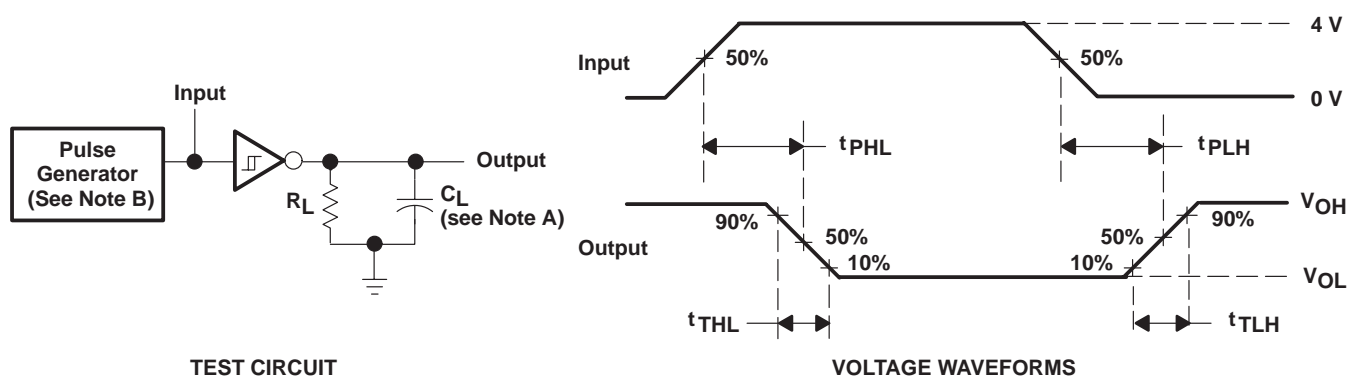 Input
Pulse
Generator
(See Note B)
Output
RL
CL
(see Note A)
TEST CIRCUIT
4 V
50%
50%
Input
0 V
tPHL
tPLH
VOH
90%
90%
50%
50%
Output
10%
10%
VOL
tTHL
tTLH
VOLTAGE WAVEFORMS